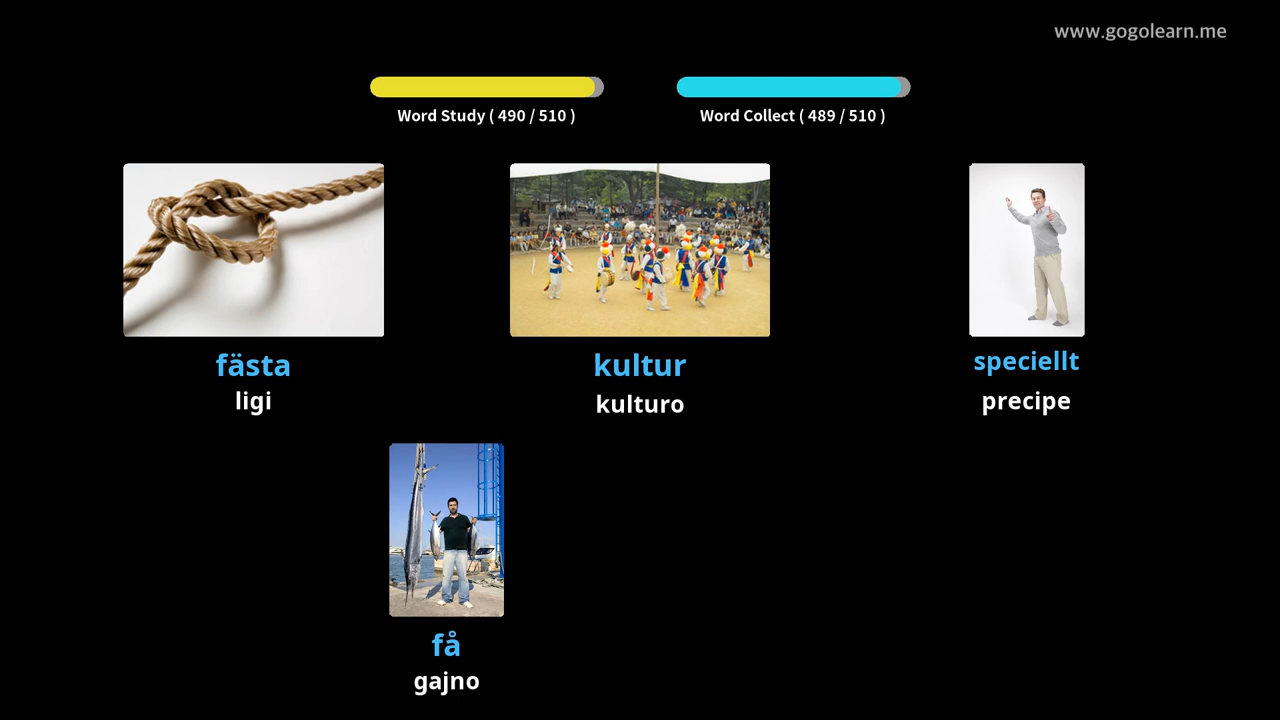 www.gogolearn.me
Word Study ( 490 / 510 )
Word Collect ( 489 / 510 )
fästa
ligi
kultur
kulturo
speciellt
precipe
få
gajno